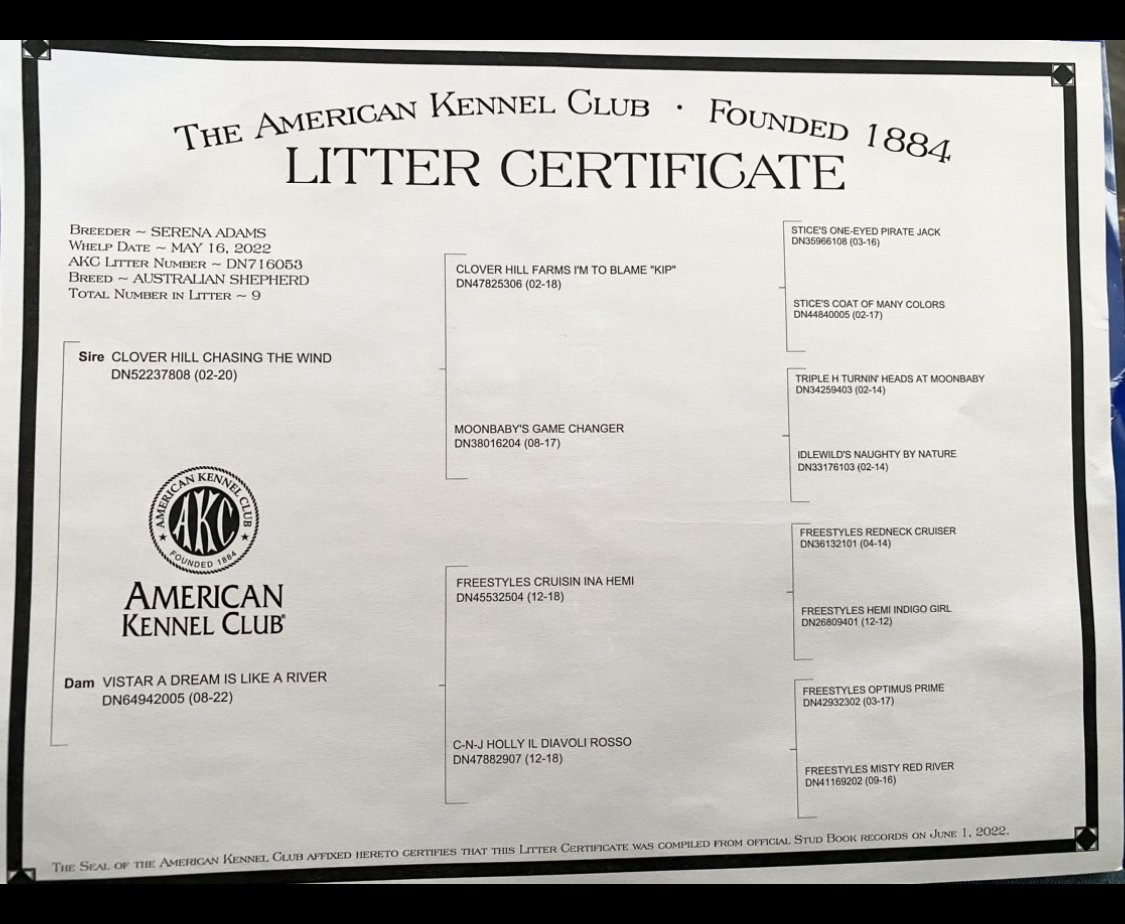 THE AMERICAN KENNEL CLUB · FOUNDED 1884
LITTER CERTIFICATE
BREEDER ~ SERENA ADAMS
WHELP DATE ~ MAY 16, 2022
AKC LITTER NUMBER ~ DN716053
BREED ~ AUSTRALIAN SHEPHERD
TOTAL NUMBER IN LITTER ~ 9
Sire CLOVER HILL CHASING THE WIND
DN52237808 (02-20)
AMERICAN KENNEL CLUB
AKC
FOUNDED 1884
AMERICAN
KENNEL CLUB®
Dam VISTAR A DREAM IS LIKE A RIVER
DN64942005 (08-22)
CLOVER HILL FARMS I'M TO BLAME "KIP"
DN47825306 (02-18)
MOONBABY'S GAME CHANGER
DN38016204 (08-17)
FREESTYLES CRUISIN INA HEMI
DN45532504 (12-18)
C-N-J HOLLY IL DIAVOLI ROSSO
DN47882907 (12-18)
STICE'S ONE-EYED PIRATE JACK
DN35966108 (03-16)
STICE'S COAT OF MANY COLORS
DN44840005 (02-17)
TRIPLE H TURNIN' HEADS AT MOONBABY
DN34259403 (02-14)
IDLEWILD'S NAUGHTY BY NATURE
DN33176103 (02-14)
FREESTYLES REDNECK CRUISER
DN36132101 (04-14)
FREESTYLES HEMI INDIGO GIRL
DN26809401 (12-12)
FREESTYLES OPTIMUS PRIME
DN42932302 (03-17)
FREESTYLES MISTY RED RIVER
DN41169202 (09-16)
THE SEAL OF THE AMERICAN KENNEL CLUB AFFIXED HERETO CERTIFIES THAT THIS LITTER CERTIFICATE WAS COMPILED FROM OFFICIAL STUD BOOK RECORDS ON JUNE 1, 2022.